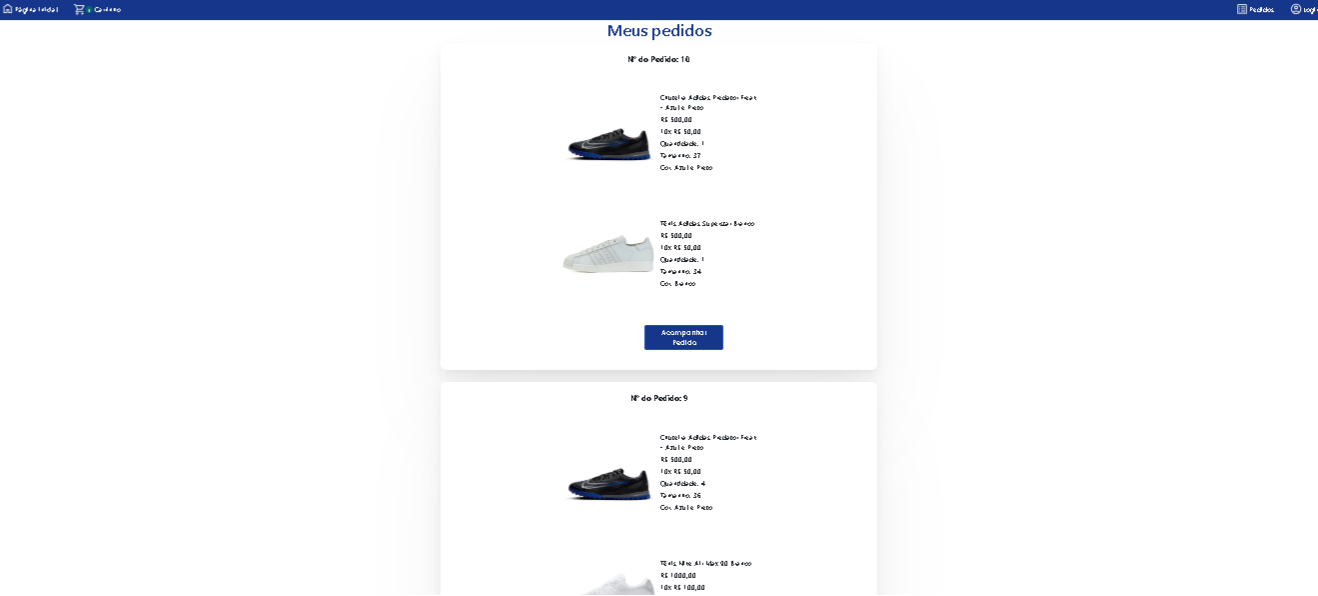 Página Inicial
Carrinho
Pedidos
Login
Meus pedidos
Nº do Pedido: 10
Chuteira Adidas Predator Freak
- Azul e Preto
R$ 500,00
10x R$ 50,00
Quantidade: 1
Tamanho: 37
Cor: Azul e Preto
Tênis Adidas Superstar Branco
R$ 500,00
10x R$ 50,00
Quantidade: 1
Tamanho: 34
Cor: Branco
Acompanhar
Pedido
Nº do Pedido: 9
Chuteira Adidas Predator Freak
- Azul e Preto
R$ 500,00
10x R$ 50,00
Quantidade: 4
Tamanho: 36
Cor: Azul e Preto
Tênis Nike Air Max 90 Branco
R$ 1000,00
10x R$ 100,00